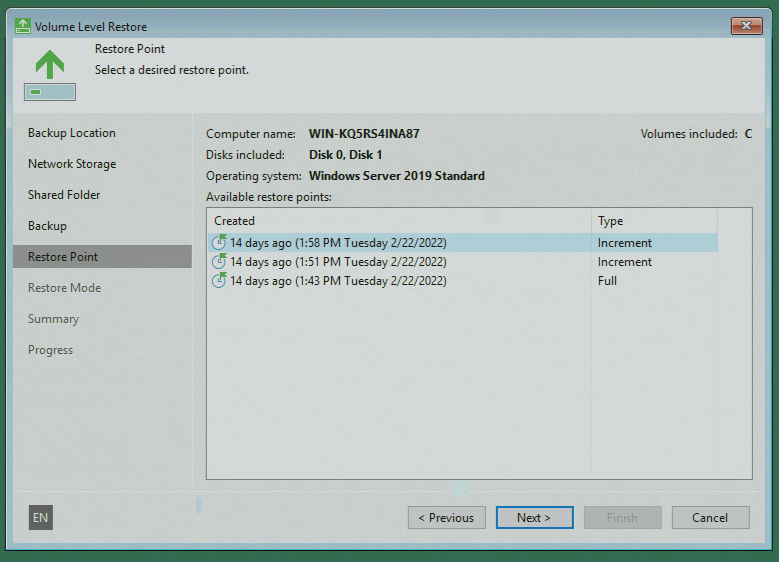 Volume Level Restore
Restore Point
Select a desired restore point.
Backup Location
Network Storage
Shared Folder
Backup
Restore Point
Restore Mode
Summary
Progress
Computer name: WIN-KQ5RS4INA87 Volumes included: C
Disks included: Disk 0, Disk 1
Operating system: Windows Server 2019 Standard
Available restore points:
Created Type
14 days ago (1:58 PM Tuesday 2/22/2022) Increment
14 days ago (1:51 PM Tuesday 2/22/2022) Increment
14 days ago (1:43 PM Tuesday 2/22/2022) Full
EN
< Previous Next > Finish Cancel